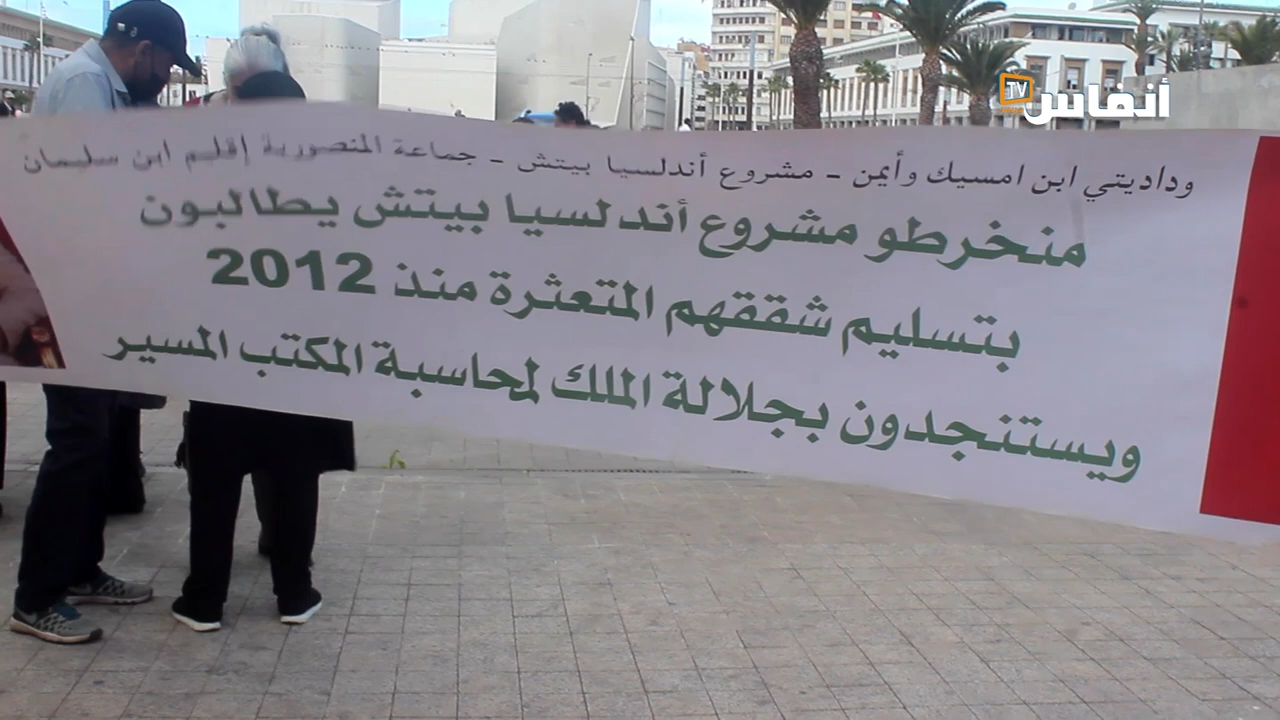 أنفاس TV
وداديتي ابن امسيك وأيمن - مشروع أندلسيا بيتش - جماعة المنصورية إقليم ابن سليمان
منخرطو مشروع أندلسيا بيتش يطالبون
بتسليم شققهم المتعثرة منذ 2012
ويستنجدون بجلالة الملك لمحاسبة المكتب المسير